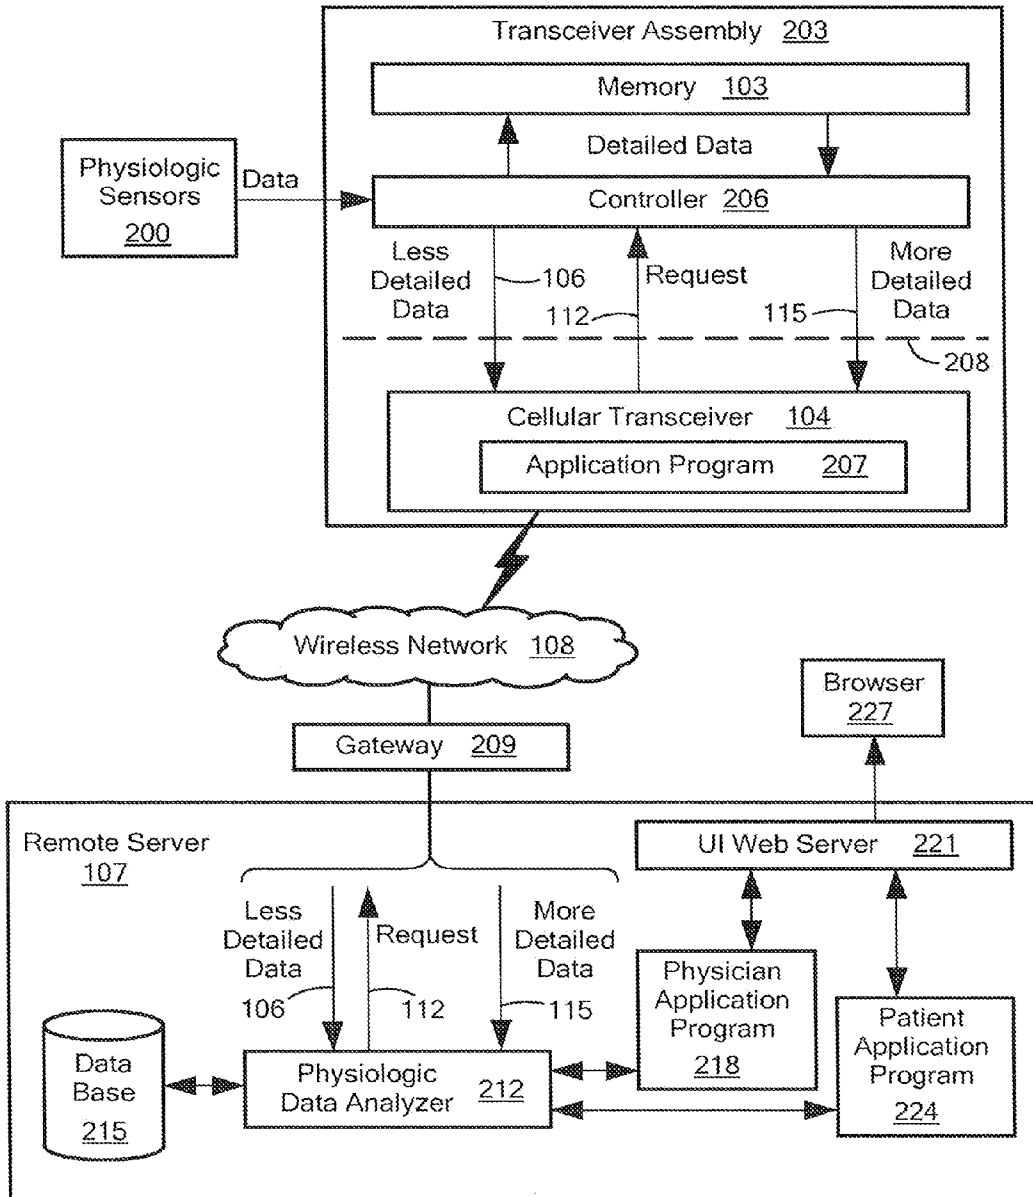 Transceiver Assembly 203
Memory 103
Detailed Data
Physiologic
Sensors
200
Data
Controller 206
Less
Detailed
Data
106
Request
112
More
Detailed
Data
115
208
Cellular Transceiver 104
Application Program 207
Wireless Network 108
Gateway 209
Browser
227
Remote Server
107
UI Web Server 221
Less
Detailed
Data
106
Request
112
More
Detailed
Data
115
Physician
Application
Program
218
Patient
Application
Program
224
Data
Base
215
Physiologic
Data Analyzer 212